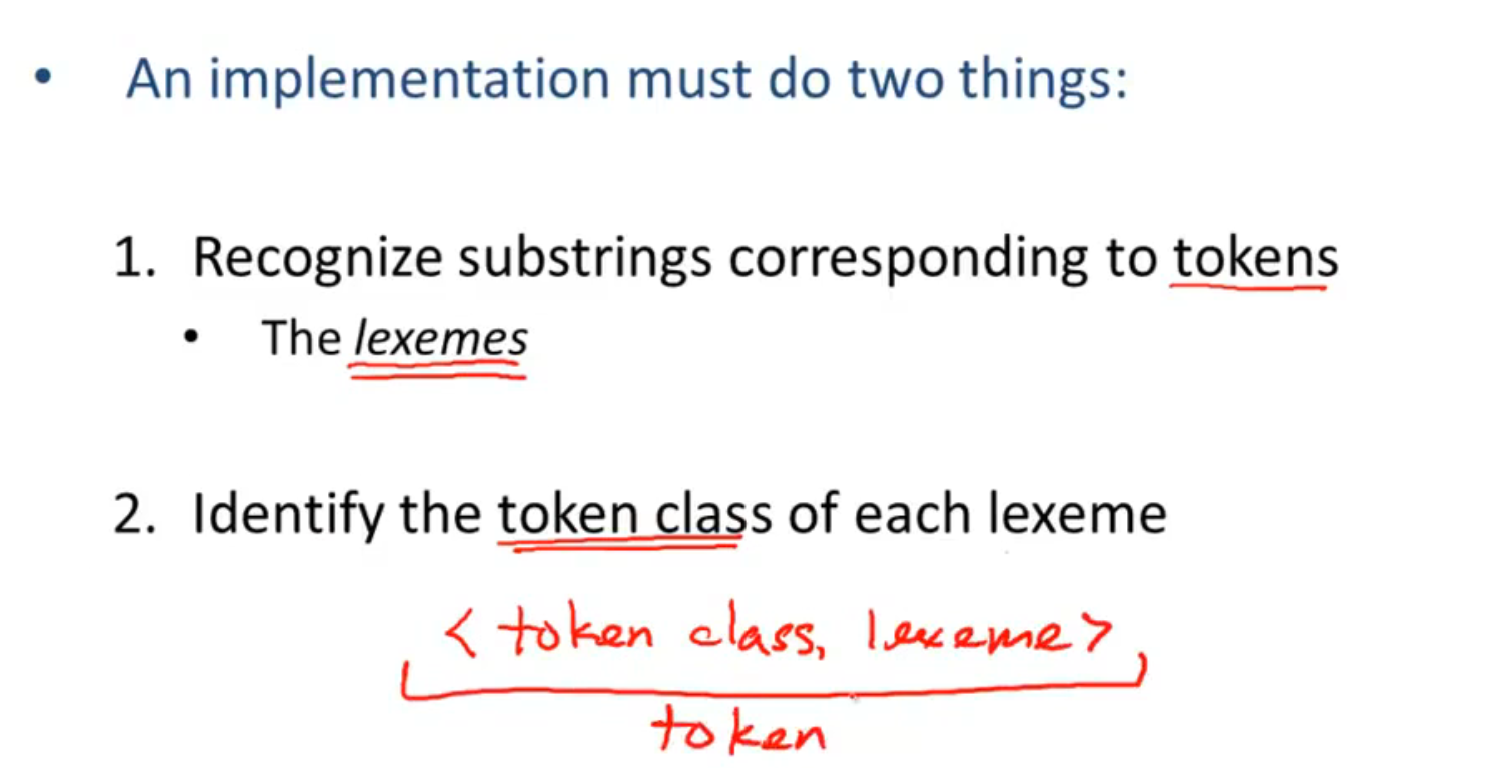 • An implementation must do two things:
1. Recognize substrings corresponding to tokens
• The lexemes
2. Identify the token class of each lexeme
< token class, lexeme >
token